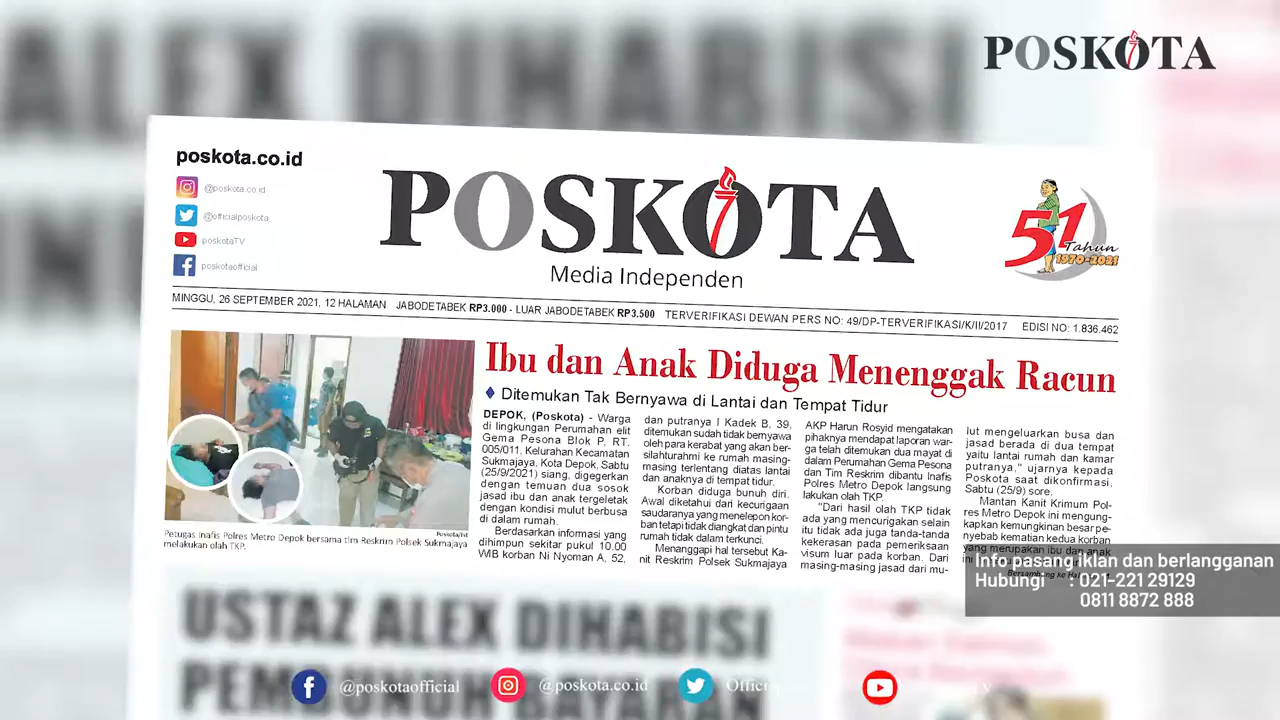 ALEX DIHABISI
POSKOTA
poskota.co.id
@poskota.co.id
@officialposkota
poskotaTV
poskotaofficial
POSKOTA
Media Independen
51 Tahun
1970-2021
MINGGU, 26 SEPTEMBER 2021, 12 HALAMAN JABODETABEK RP3.000 - LUAR JABODETABEK RP3.500 TERVERIFIKASI DEWAN PERS NO: 49/DP-TERVERIFIKASI/K/II/2017 EDISI NO: 1.836.462
Ibu dan Anak Diduga Menenggak Racun
Ditemukan Tak Bernyawa di Lantai dan Tempat Tidur
Poskota/Ist
Petugas Inafis Polres Metro Depok bersama tim Reskrim Polsek Sukmajaya
melakukan olah TKP.
DEPOK, (Poskota) - Warga
di lingkungan Perumahan elit
Gema Pesona Blok P, RT.
005/011, Kelurahan Kecamatan
Sukmajaya, Kota Depok, Sabtu
(25/9/2021) siang, digegerkan
dengan temuan dua sosok
jasad ibu dan anak tergeletak
dengan kondisi mulut berbusa
di dalam rumah.
Berdasarkan informasi yang
dihimpun sekitar pukul 10.00
WIB korban Ni Nyoman A, 52,
dan putranya I Kadek B, 39,
ditemukan sudah tidak bernyawa
oleh para kerabat yang akan ber-
silahturahmi ke rumah masing-
masing terlentang diatas lantai
dan anaknya di tempat tidur.
Korban diduga bunuh diri.
Awal diketahui dari kecurigaan
saudaranya yang menelepon kor-
ban tetapi tidak diangkat dan pintu
rumah tidak dalam terkunci.
Menanggapi hal tersebut Ka-
nit Reskrim Polsek Sukmajaya
AKP Harun Rosyid mengatakan
pihaknya mendapat laporan war-
ga telah ditemukan dua mayat di
dalam Perumahan Gema Pesona
dan Tim Reskrim dibantu Inafis
Polres Metro Depok langsung
lakukan olah TKP.
"Dari hasil olah TKP tidak
ada yang mencurigakan selain
itu tidak ada juga tanda-tanda
kekerasan pada pemeriksaan
visum luar pada korban. Dari
masing-masing jasad dari mu-
lut mengeluarkan busa dan
jasad berada di dua tempat
yaitu lantai rumah dan kamar
putranya," ujarnya kepada
Poskota saat dikonfirmasi,
Sabtu (25/9) sore.
Mantan Kanit Krimum Pol-
res Metro Depok ini mengung-
kapkan kemungkinan besar pe-
nyebab kematian kedua korban
yang merupakan ibu dan anak
Info pasang iklan dan berlangganan
Hubungi : 021-221 29129
0811 8872 888
USTAZ ALEX DIHABISI
PEMBUNUH BAYARAN
@poskotaofficial
@poskota.co.id